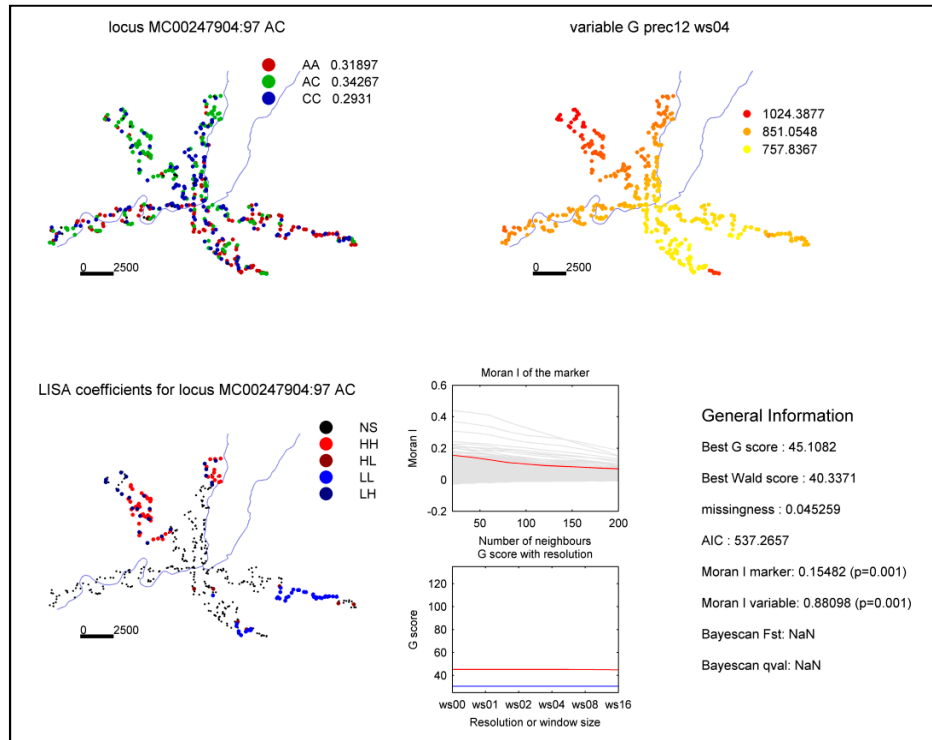 locus MC00247904:97 AC
AA 0.31897
AC 0.34267
CC 0.2931
0 2500
variable G prec12 ws04
1024.3877
851.0548
757.8367
0 2500
LISA coefficients for locus MC00247904:97 AC
NS
HH
HL
LL
LH
0 2500
Moran I of the marker
Moran I
0.6
0.4
0.2
0
-0.2
50 100 150 200
Number of neighbours
G score with resolution
G score
120
100
80
60
40
ws00 ws01 ws02 ws04 ws08 ws16
Resolution or window size
General Information
Best G score : 45.1082
Best Wald score : 40.3371
missingness : 0.045259
AIC : 537.2657
Moran I marker: 0.15482 (p=0.001)
Moran I variable: 0.88098 (p=0.001)
Bayescan Fst: NaN
Bayescan qval: NaN